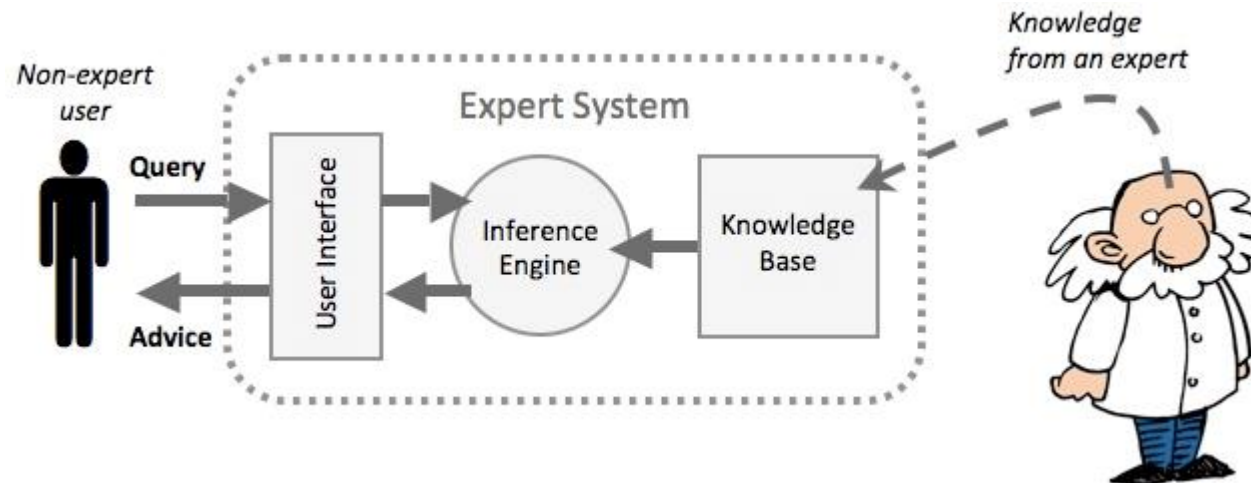 Non-expert
user
Query
Advice
Expert System
User Interface
Inference
Engine
Knowledge
Base
Knowledge
from an expert